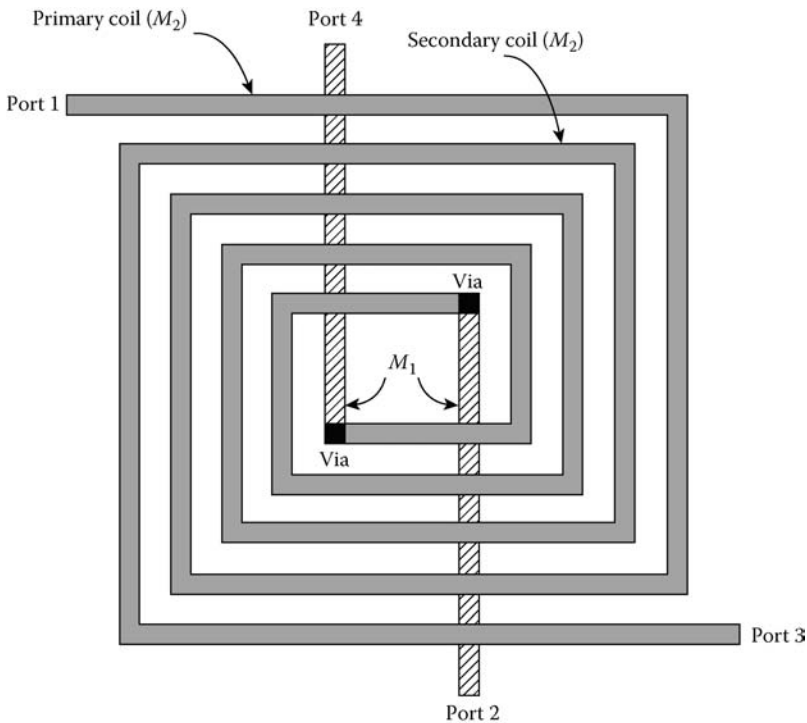 Primary coil (M₂)
Port 4
Secondary coil (M₂)
Port 1
Via
M₁
Via
Port 3
Port 2